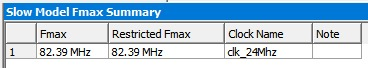 Slow Model Fmax Summary
Fmax Restricted Fmax Clock Name Note
1 82.39 MHz 82.39 MHz clk_24Mhz